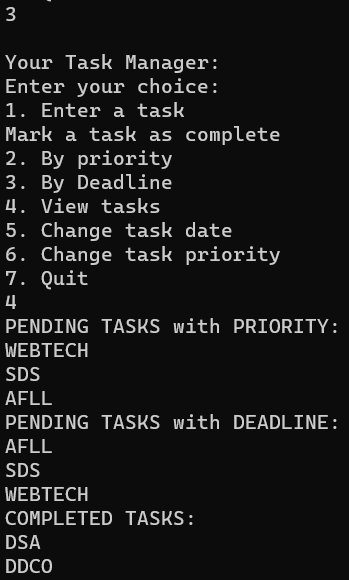 3
Your Task Manager:
Enter your choice:
1. Enter a task
Mark a task as complete
2. By priority
3. By Deadline
4. View tasks
5. Change task date
6. Change task priority
7. Quit
4
PENDING TASKS with PRIORITY:
WEBTECH
SDS
AFLL
PENDING TASKS with DEADLINE:
AFLL
SDS
WEBTECH
COMPLETED TASKS:
DSA
DDCO